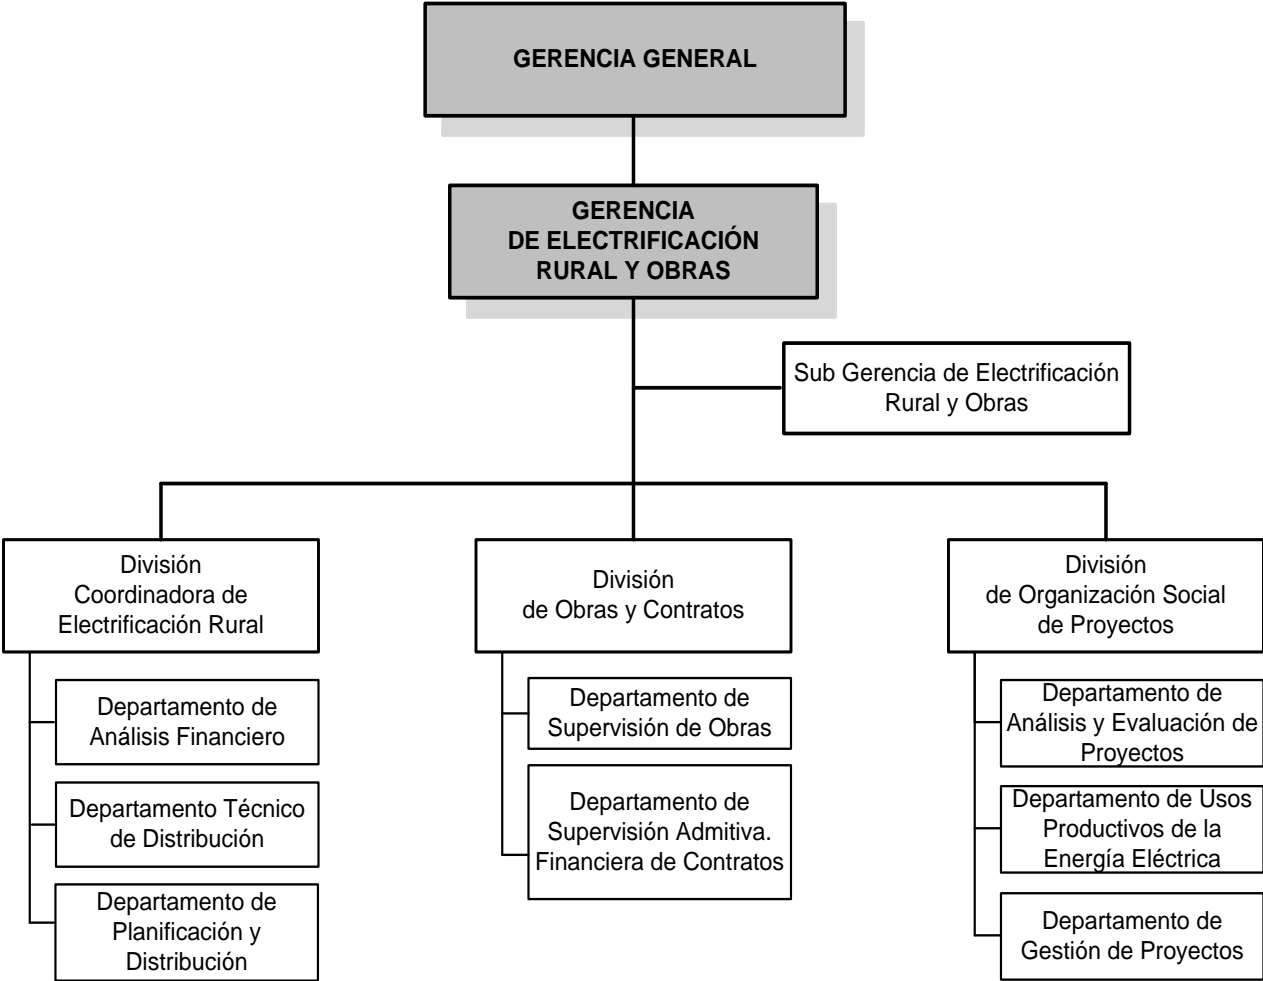 GERENCIA GENERAL
GERENCIA
DE ELECTRIFICACIÓN
RURAL Y OBRAS
Sub Gerencia de Electrificación
Rural y Obras
División
Coordinadora de
Electrificación Rural
Departamento de
Análisis Financiero
Departamento Técnico
de Distribución
Departamento de
Planificación y
Distribución
División
de Obras y Contratos
Departamento de
Supervisión de Obras
Departamento de
Supervisión Admitiva.
Financiera de Contratos
División
de Organización Social
de Proyectos
Departamento de
Análisis y Evaluación de
Proyectos
Departamento de Usos
Productivos de la
Energía Eléctrica
Departamento de
Gestión de Proyectos